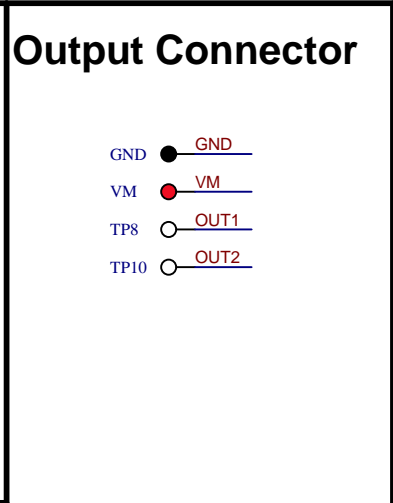 Output Connector
GND GND
VM VM
TP8 OUT1
TP10 OUT2